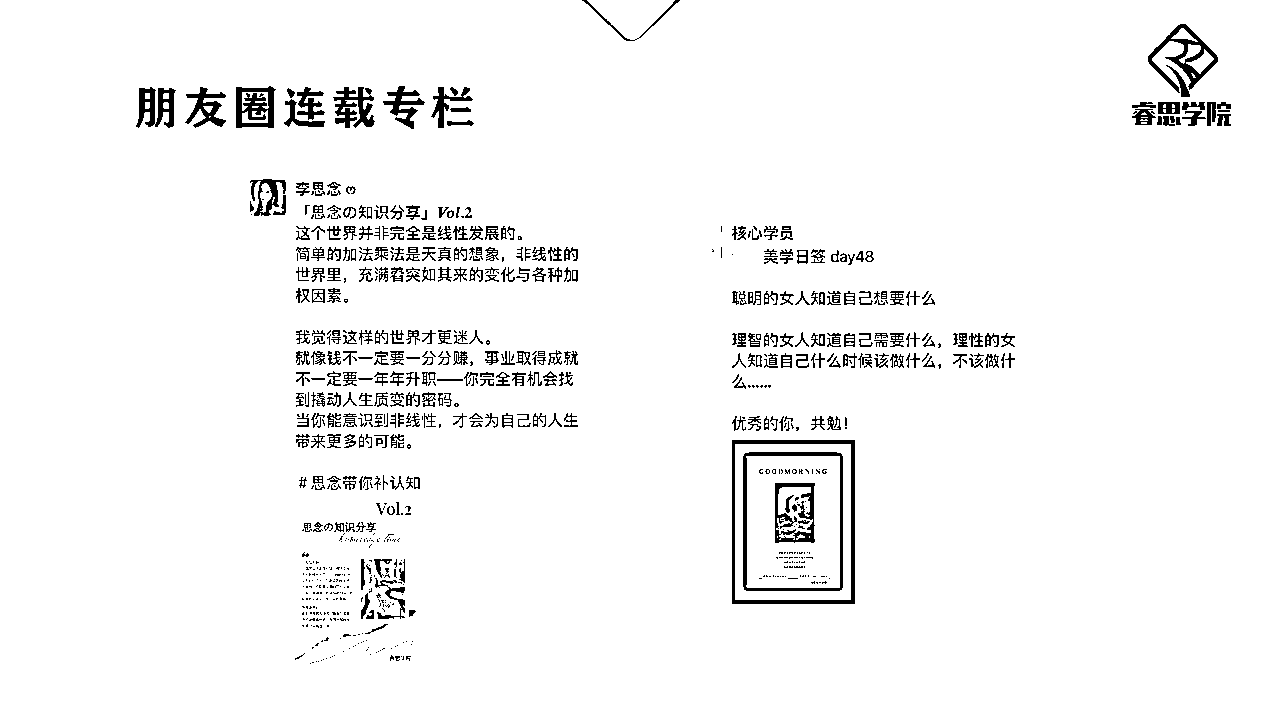 朋友圈连载专栏
睿思学院
李思念
「思念の知识分享」Vol.2
这个世界并非完全是线性发展的。
简单的加法乘法是天真的想象，非线性的
世界里，充满着突如其来的变化与各种加
权因素。
我觉得这样的世界才更迷人。
就像钱不一定要一分分赚，事业取得成就
不一定要一年年升职——你完全有机会找
到撬动人生质变的密码。
当你能意识到非线性，才会为自己的人生
带来更多的可能。
#思念带你补认知
Vol.2
思念の知识分享
核心学员
美学日签 day48
聪明的女人知道自己想要什么
理智的女人知道自己需要什么，理性的女
人知道自己什么时候该做什么，不该做什
么……
优秀的你，共勉！
GOODMORNING